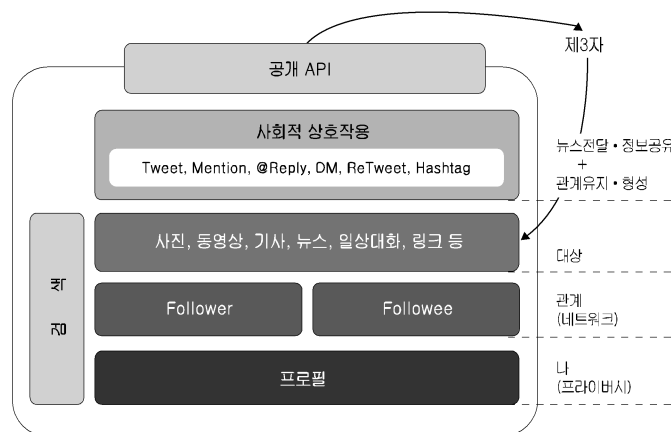 공개 API
제3자
사회적 상호작용
Tweet, Mention, @Reply, DM, ReTweet, Hashtag
뉴스전달・정보공유
+
관계유지・형성
사진, 동영상, 기사, 뉴스, 일상대화, 링크 등
대상
검색
Follower
Followee
관계
(네트워크)
프로필
나
(프라이버시)